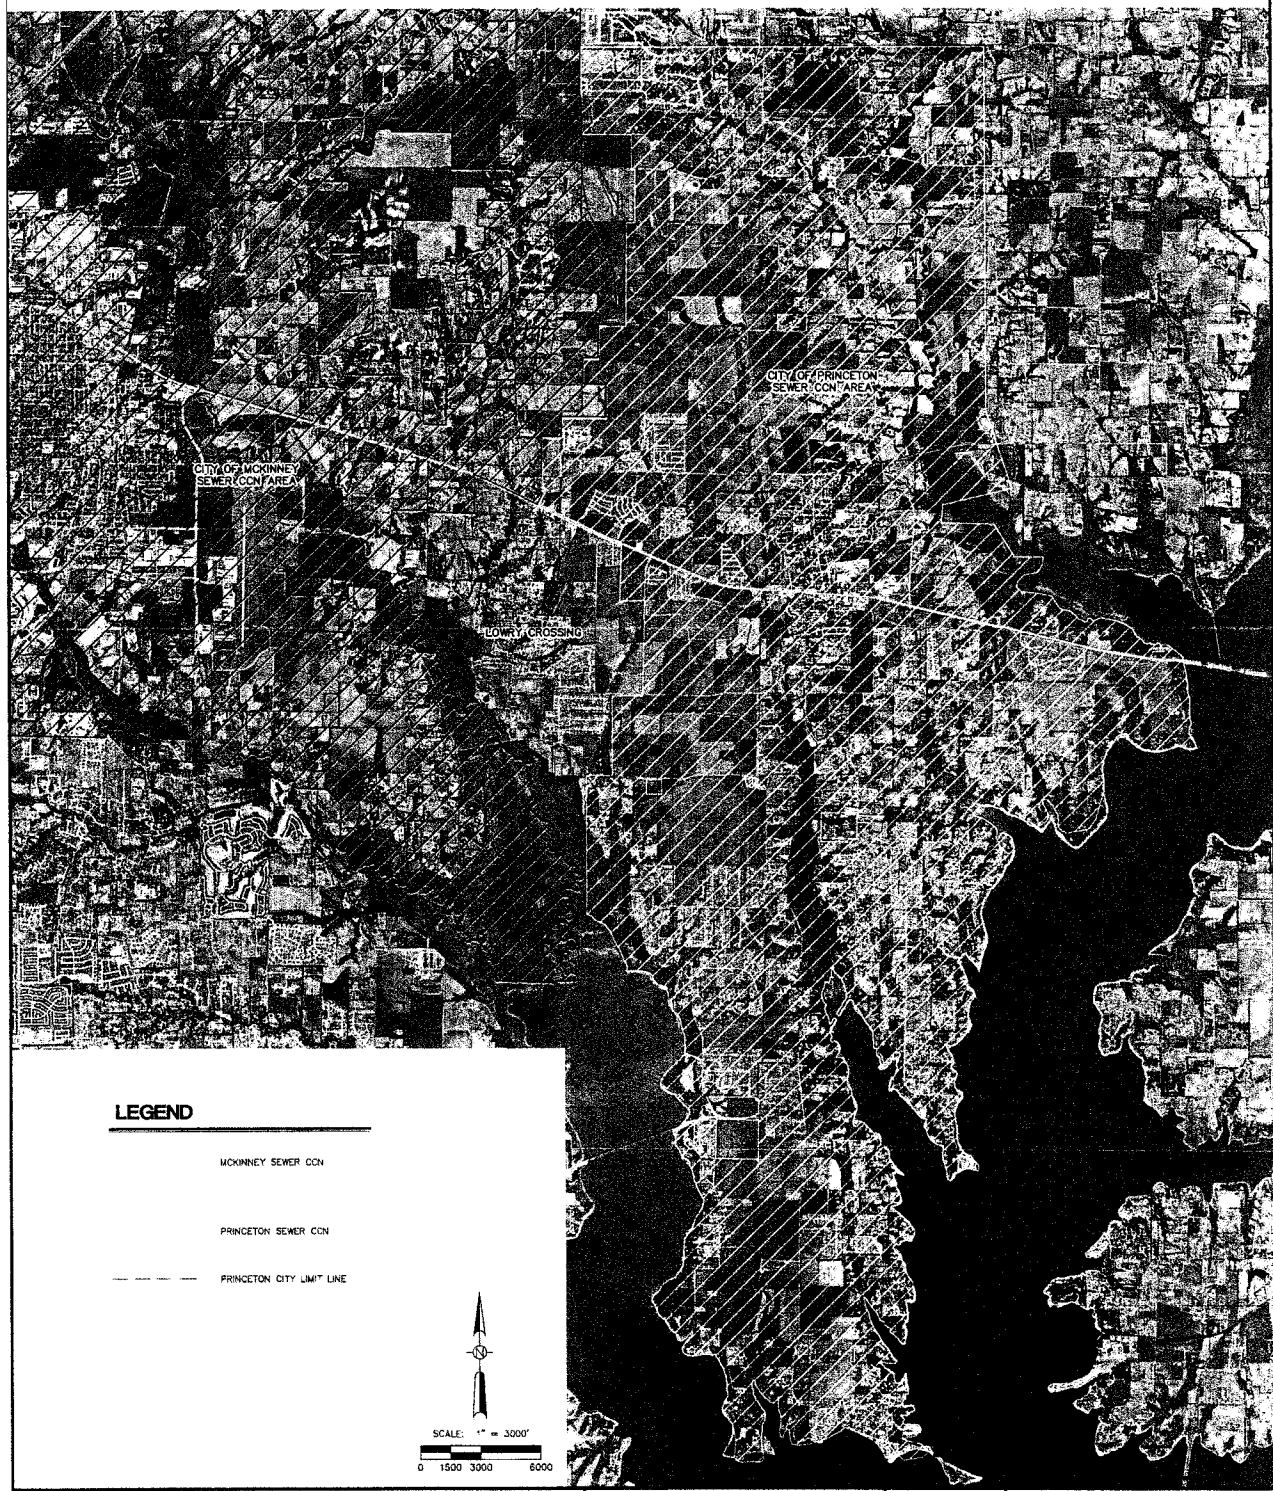 CITY OF PRINCETON
SEWER CCN AREA
CITY OF MCKINNEY
SEWER CCN AREA
LOWRY CROSSING
LEGEND
MCKINNEY SEWER CCN
PRINCETON SEWER CCN
PRINCETON CITY LIMIT LINE
N
SCALE: 1" = 3000'
0 1500 3000 6000